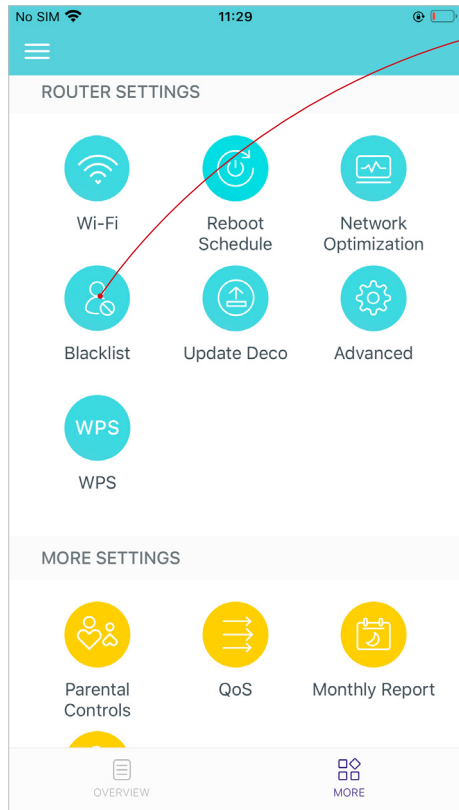 No SIM 11:29
ROUTER SETTINGS
Wi-Fi Reboot Schedule Network Optimization
Blacklist Update Deco Advanced
WPS
WPS
MORE SETTINGS
Parental Controls QoS Monthly Report
OVERVIEW MORE